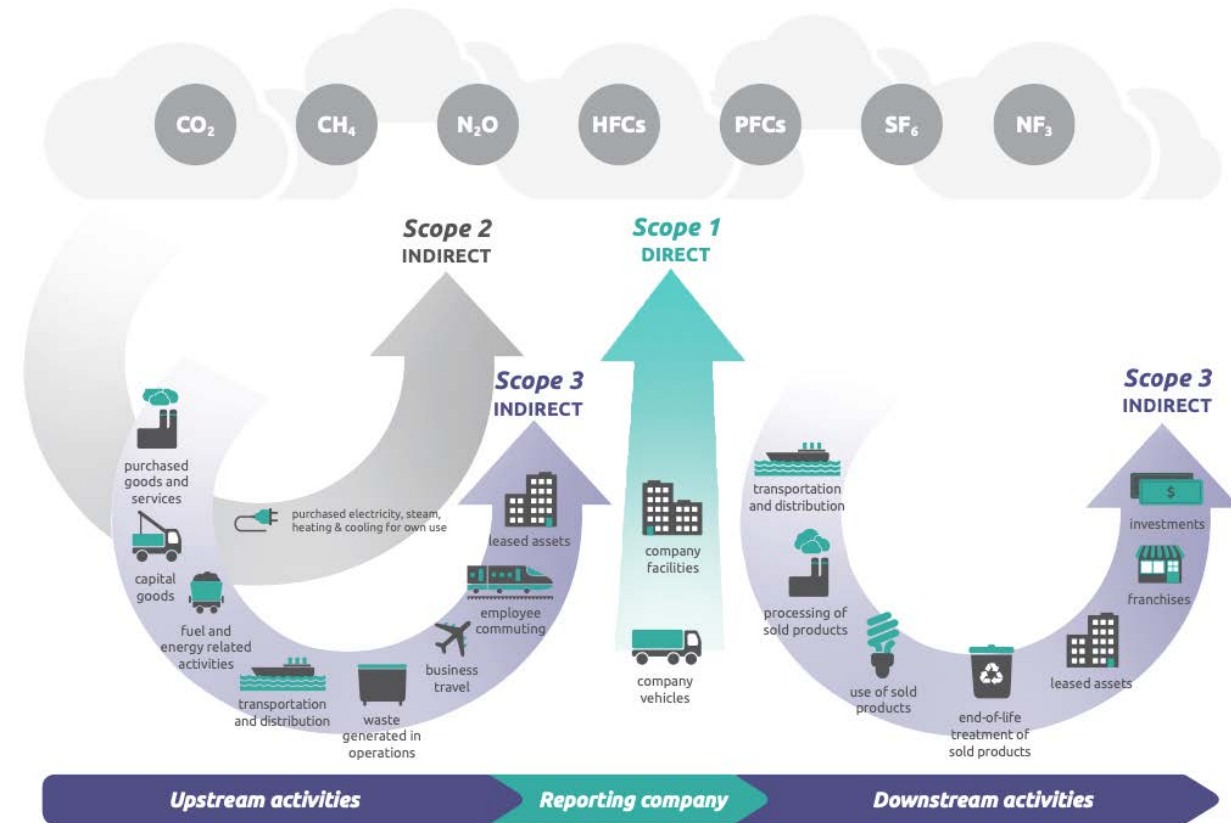 CO₂
CH₄
N₂O
HFCs
PFCs
SF₆
NF₃
Scope 2
INDIRECT
Scope 1
DIRECT
Scope 3
INDIRECT
Scope 3
INDIRECT
purchased
goods and
services
capital
goods
fuel and
energy related
activities
transportation
and distribution
waste
generated in
operations
business
travel
employee
commuting
leased assets
purchased electricity, steam,
heating & cooling for own use
company
facilities
company
vehicles
transportation
and distribution
processing of
sold products
use of sold
products
end-of-life
treatment of
sold products
leased assets
franchises
$
investments
Upstream activities
Reporting company
Downstream activities